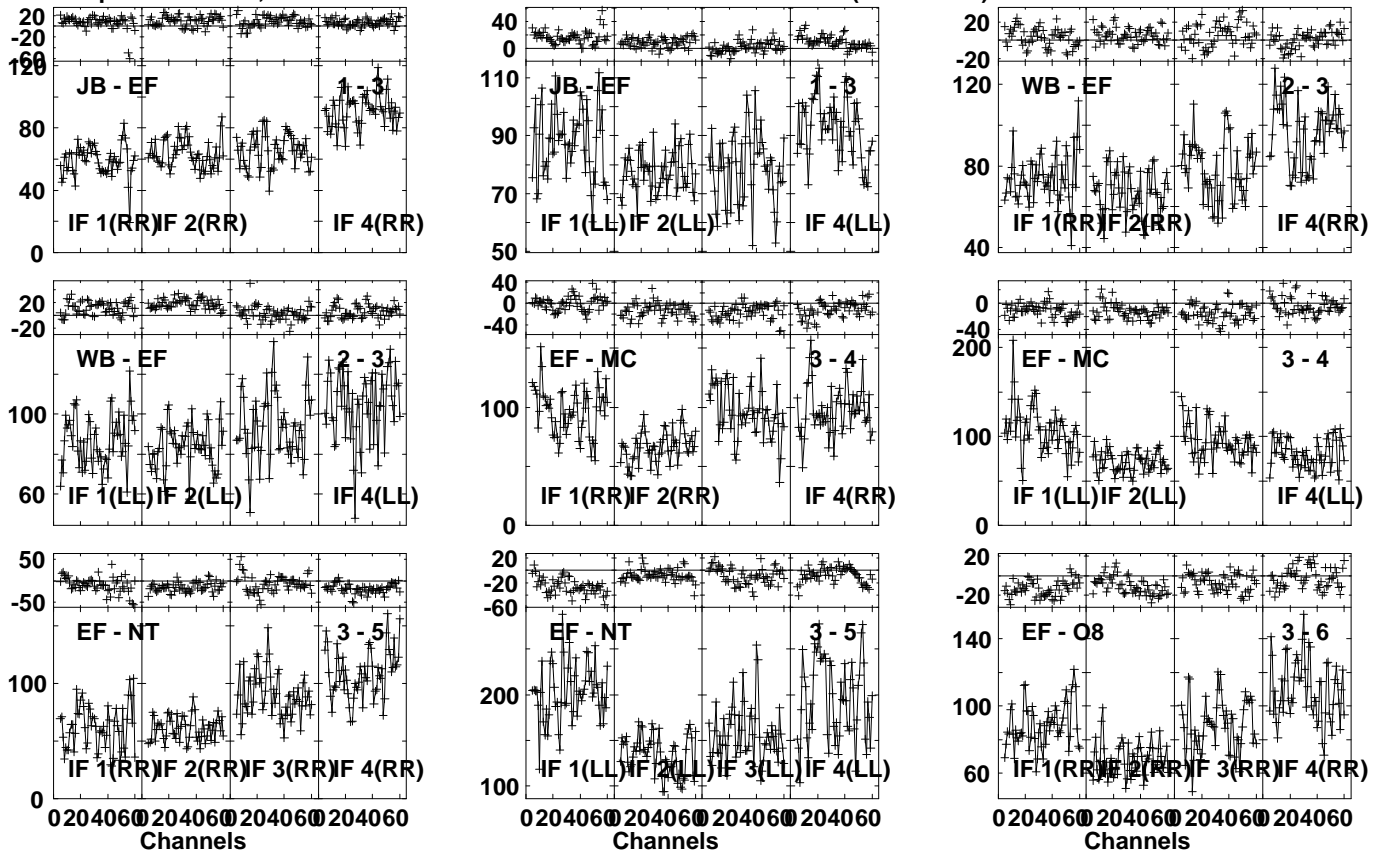 20
-20
60
120
80
40
0
JB - EF
1 - 3
IF 1(RR)
IF 2(RR)
IF 4(RR)
40
20
0
110
90
70
50
JB - EF
1 - 3
IF 1(LL)
IF 2(LL)
IF 4(LL)
20
0
-20
120
80
40
WB - EF
2 - 3
IF 1(RR)
IF 2(RR)
IF 4(RR)
20
-20
100
60
WB - EF
2 - 3
IF 1(LL)
IF 2(LL)
IF 4(LL)
40
0
-40
100
0
EF - MC
3 - 4
IF 1(RR)
IF 2(RR)
IF 4(RR)
0
-40
200
100
0
EF - MC
3 - 4
IF 1(LL)
IF 2(LL)
IF 4(LL)
50
-50
100
0
EF - NT
3 - 5
IF 1(RR)
IF 2(RR)
IF 3(RR)
IF 4(RR)
0 20 40 60 0 20 40 60 0 20 40 60 0 20 40 60
Channels
20
-20
-60
200
100
EF - NT
3 - 5
IF 1(LL)
IF 2(LL)
IF 3(LL)
IF 4(LL)
0 20 40 60 0 20 40 60 0 20 40 60 0 20 40 60
Channels
20
-20
140
100
60
EF - O8
3 - 6
IF 1(RR)
IF 2(RR)
IF 3(RR)
IF 4(RR)
0 20 40 60 0 20 40 60 0 20 40 60 0 20 40 60
Channels